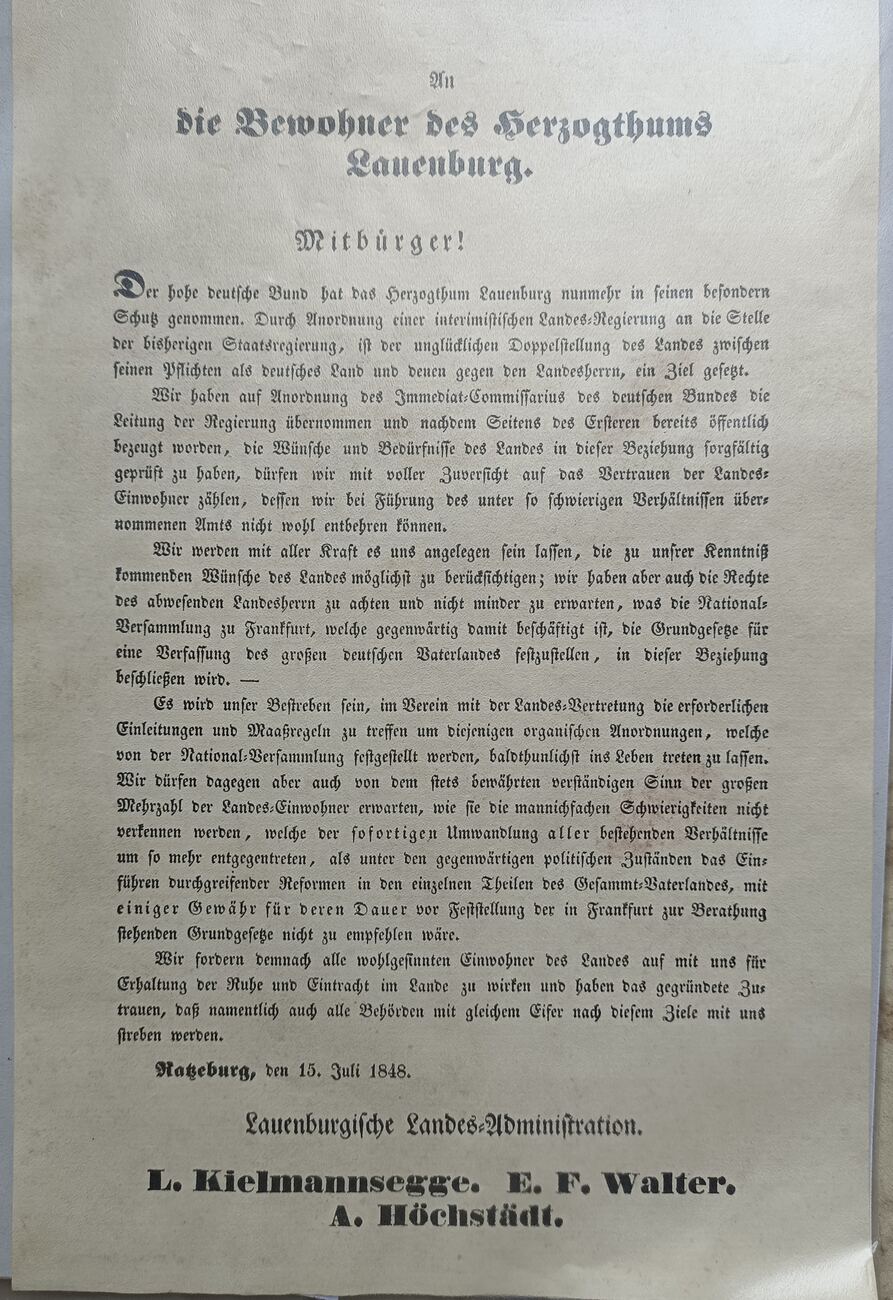 An
die Bewohner des Herzogthums
Lauenburg.
Mitbürger!
Der hohe deutsche Bund hat das Herzogthum Lauenburg nunmehr in seinen besondern
Schutz genommen. Durch Anordnung einer interimistischen Landes-Regierung an die Stelle
der bisherigen Staatsregierung, ist der unglücklichen Doppelstellung des Landes zwischen
seinen Pflichten als deutsches Land und denen gegen den Landesherrn, ein Ziel gesetzt.
Wir haben auf Anordnung des Immediat-Commissarius des deutschen Bundes die
Leitung der Regierung übernommen und nachdem Seitens des Ersteren bereits öffentlich
bezeugt worden, die Wünsche und Bedürfnisse des Landes in dieser Beziehung sorgfältig
geprüft zu haben, dürfen wir mit voller Zuversicht auf das Vertrauen der Landes-
Einwohner zählen, dessen wir bei Führung des unter so schwierigen Verhältnissen über-
nommenen Amts nicht wohl entbehren können.
Wir werden mit aller Kraft es uns angelegen sein lassen, die zu unsrer Kenntniß
kommenden Wünsche des Landes möglichst zu berücksichtigen; wir haben aber auch die Rechte
des abwesenden Landesherrn zu achten und nicht minder zu erwarten, was die National-
Versammlung zu Frankfurt, welche gegenwärtig damit beschäftigt ist, die Grundgesetze für
eine Verfassung des großen deutschen Vaterlandes festzustellen, in dieser Beziehung
beschließen wird. —
Es wird unser Bestreben sein, im Verein mit der Landes-Vertretung die erforderlichen
Einleitungen und Maaßregeln zu treffen um diejenigen organischen Anordnungen, welche
von der National-Versammlung festgestellt werden, baldthunlichst ins Leben treten zu lassen.
Wir dürfen dagegen aber auch von dem stets bewährten verständigen Sinn der großen
Mehrzahl der Landes-Einwohner erwarten, wie sie die mannichfachen Schwierigkeiten nicht
verkennen werden, welche der sofortigen Umwandlung aller bestehenden Verhältnisse
um so mehr entgegentreten, als unter den gegenwärtigen politischen Zuständen das Ein-
führen durchgreifender Reformen in den einzelnen Theilen des Gesammt-Vaterlandes, mit
einiger Gewähr für deren Dauer vor Feststellung der in Frankfurt zur Berathung
stehenden Grundgesetze nicht zu empfehlen wäre.
Wir fordern demnach alle wohlgesinnten Einwohner des Landes auf mit uns für
Erhaltung der Ruhe und Eintracht im Lande zu wirken und haben das gegründete Zu-
trauen, daß namentlich auch alle Behörden mit gleichem Eifer nach diesem Ziele mit uns
streben werden.
Ratzeburg, den 15. Juli 1848.
Lauenburgische Landes-Administration.
L. Kielmannsegge. E. F. Walter.
A. Höchstädt.